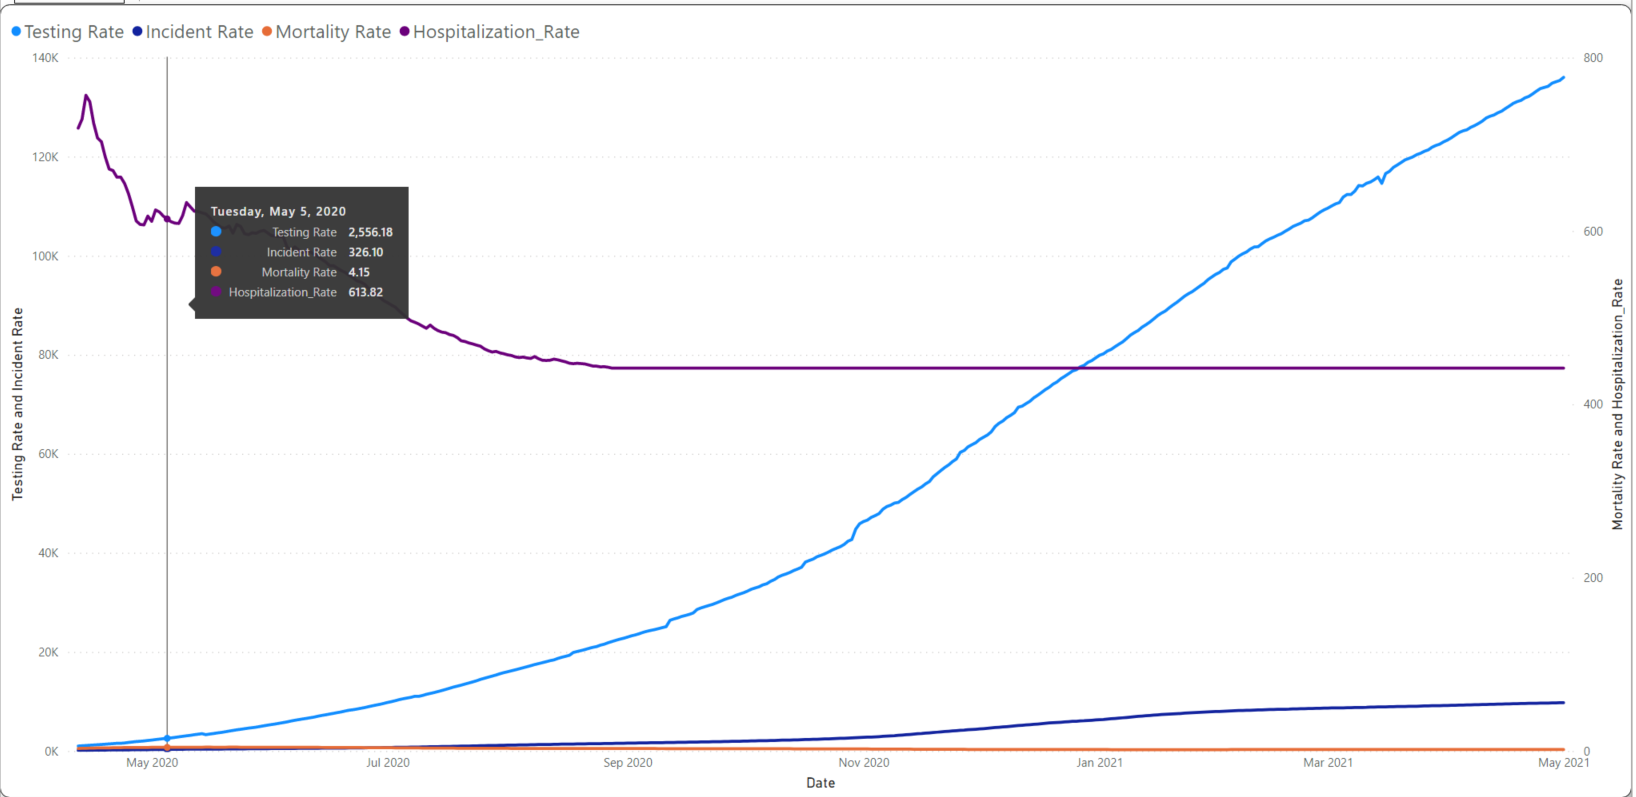 Testing Rate Incident Rate Mortality Rate Hospitalization_Rate
140K
120K
100K
80K
60K
40K
20K
0K
Testing Rate and Incident Rate
Tuesday, May 5, 2020
Testing Rate 2,556.18
Incident Rate 326.10
Mortality Rate 4.15
Hospitalization_Rate 613.82
800
600
400
200
0
Mortality Rate and Hospitalization_Rate
May 2020 Jul 2020 Sep 2020 Nov 2020 Jan 2021 Mar 2021 May 2021
Date